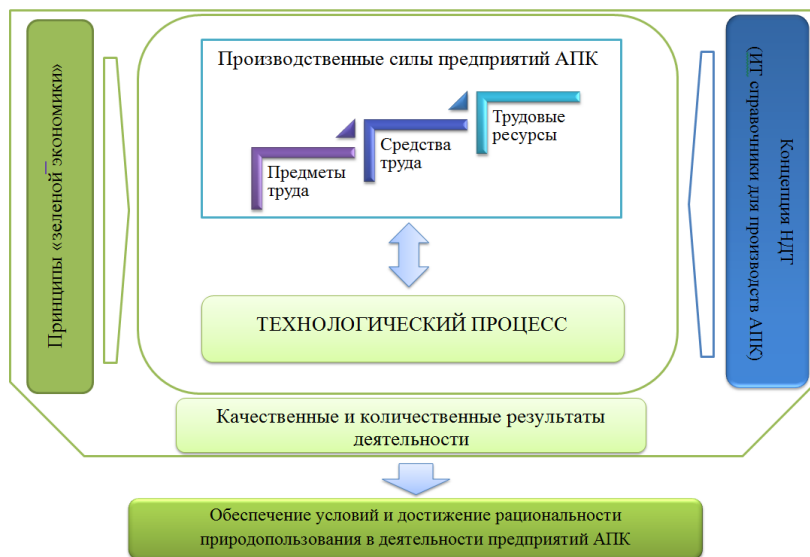 Принципы «зеленой экономики»
Производственные силы предприятий АПК
Трудовые
ресурсы
Средства
труда
Предметы
труда
ТЕХНОЛОГИЧЕСКИЙ ПРОЦЕСС
Концепция НДТ
(ИТ справочники для производств АПК)
Качественные и количественные результаты
деятельности
Обеспечение условий и достижение рациональности
природопользования в деятельности предприятий АПК